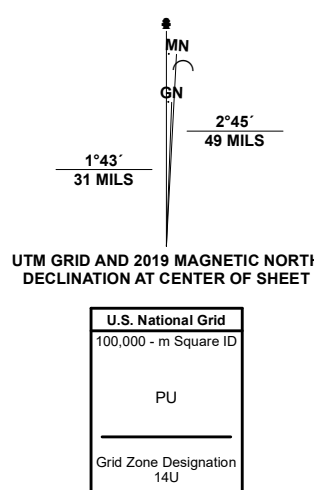 MN
GN
2°45´
49 MILS
1°43´
31 MILS
UTM GRID AND 2019 MAGNETIC NORTH
DECLINATION AT CENTER OF SHEET
U.S. National Grid
100,000 - m Square ID
PU
Grid Zone Designation
14U